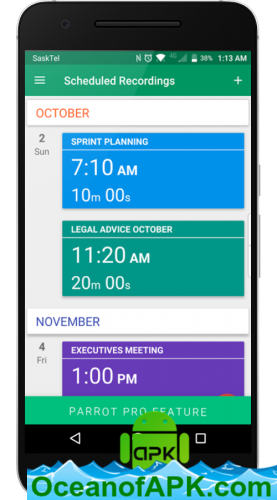 SaskTel N 4G 38% 1:13 AM
Scheduled Recordings +
OCTOBER
2
Sun
SPRINT PLANNING
7:10 AM
10m 00s
LEGAL ADVICE OCTOBER
11:20 AM
20m 00s
NOVEMBER
4
Fri
EXECUTIVES MEETING
1:00 PM
PARROT PRO FEATURE
APK
OceanofAPK.com